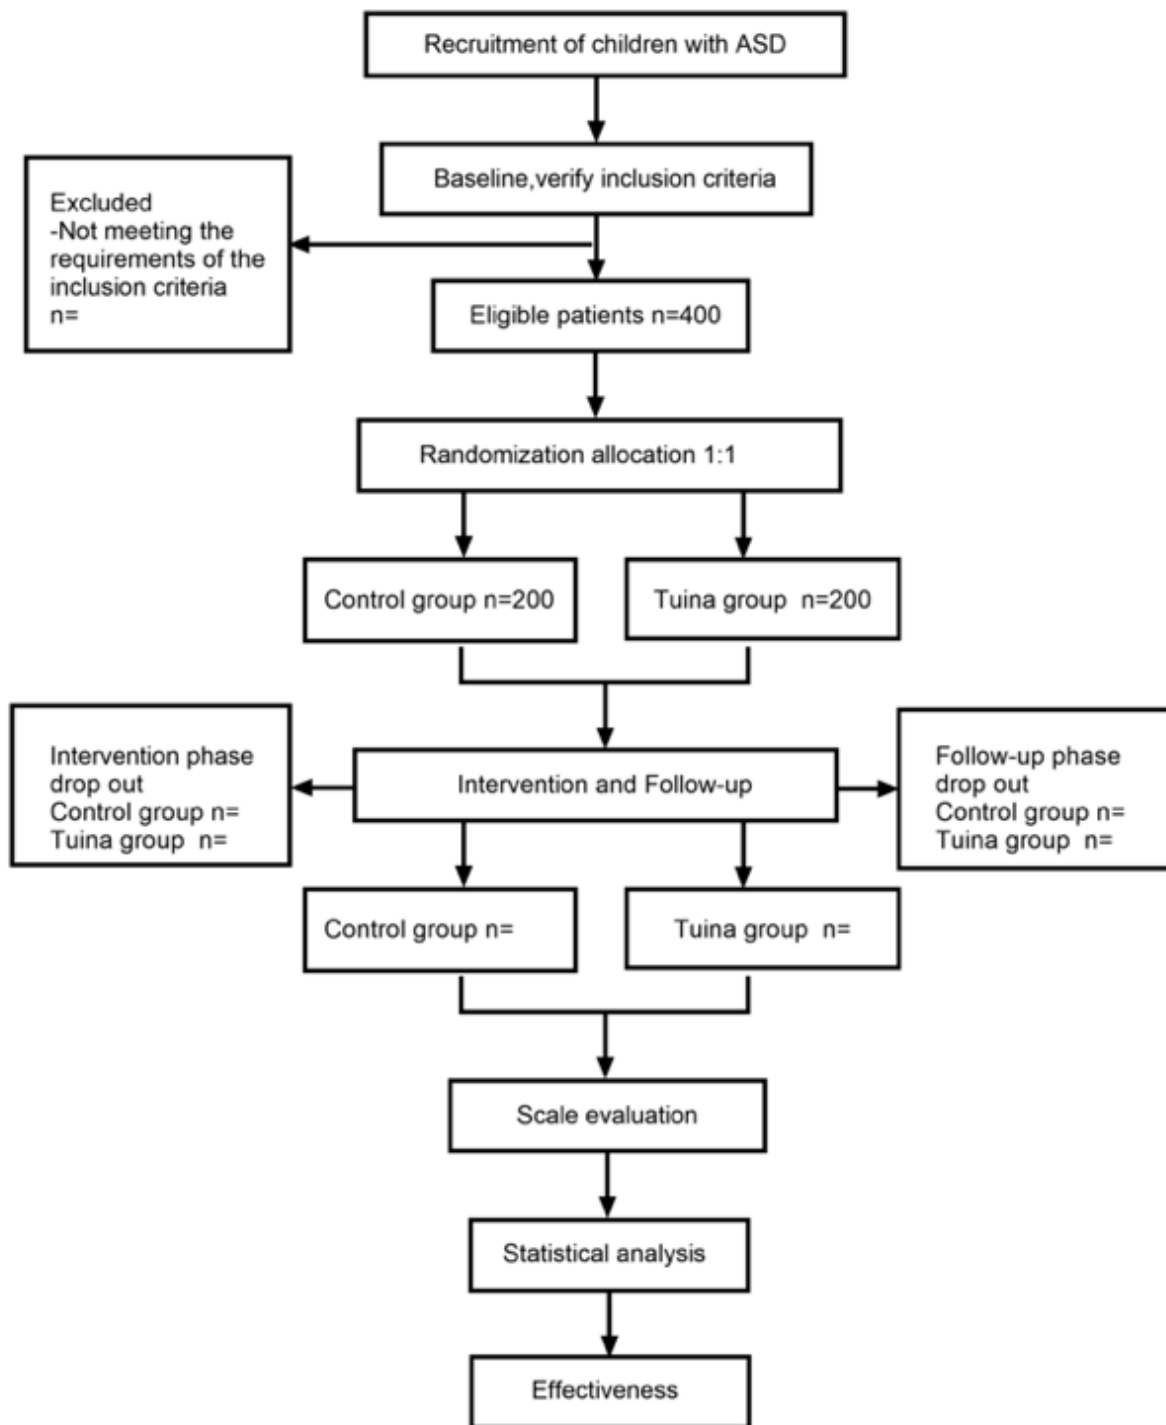 Recruitment of children with ASD
Baseline,verify inclusion criteria
Excluded
-Not meeting the
requirements of the
inclusion criteria
n=
Eligible patients n=400
Randomization allocation 1:1
Control group n=200
Tuina group n=200
Intervention phase
drop out
Control group n=
Tuina group n=
Intervention and Follow-up
Follow-up phase
drop out
Control group n=
Tuina group n=
Control group n=
Tuina group n=
Scale evaluation
Statistical analysis
Effectiveness